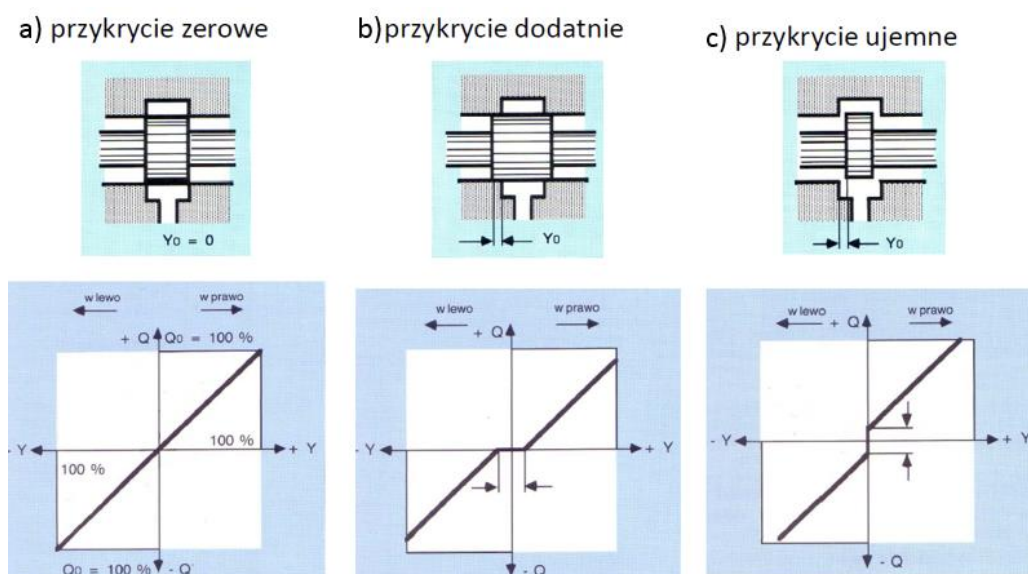 a) przykrycie zerowe
b)przykrycie dodatnie
c) przykrycie ujemne
Y0 = 0
Y0
Y0
w lewo
w prawo
+ Q
Q0 = 100 %
- Y
100 %
+ Y
100 %
Q0 = 100 %
- Q
w lewo
w prawo
+ Q
- Y
+ Y
- Q
w lewo
w prawo
+ Q
- Y
+ Y
- Q